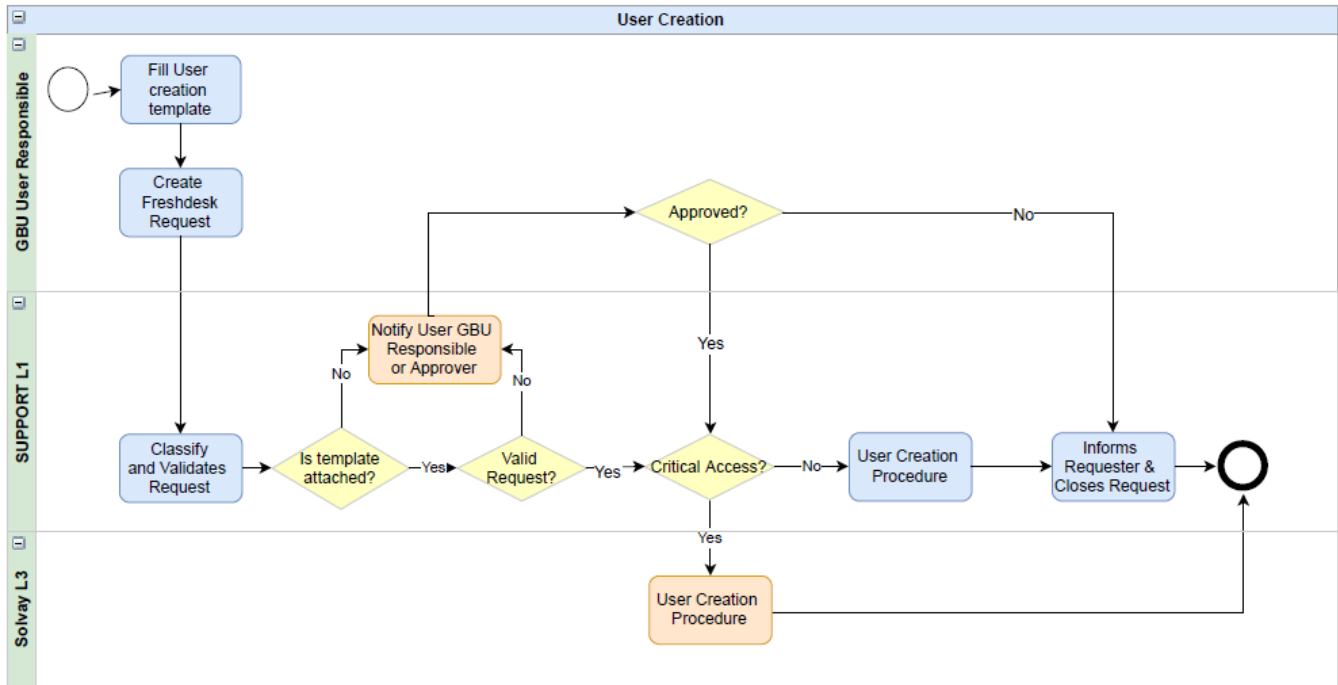 User Creation
GBU User Responsible
Fill User
creation
template
Create
Freshdesk
Request
Approved?
No
Yes
SUPPORT L1
Notify User GBU
Responsible
or Approver
No
No
Classify
and Validates
Request
Is template
attached?
Yes
Valid
Request?
Yes
Critical Access?
No
User Creation
Procedure
Informs
Requester &
Closes Request
Yes
Solvay L3
User Creation
Procedure